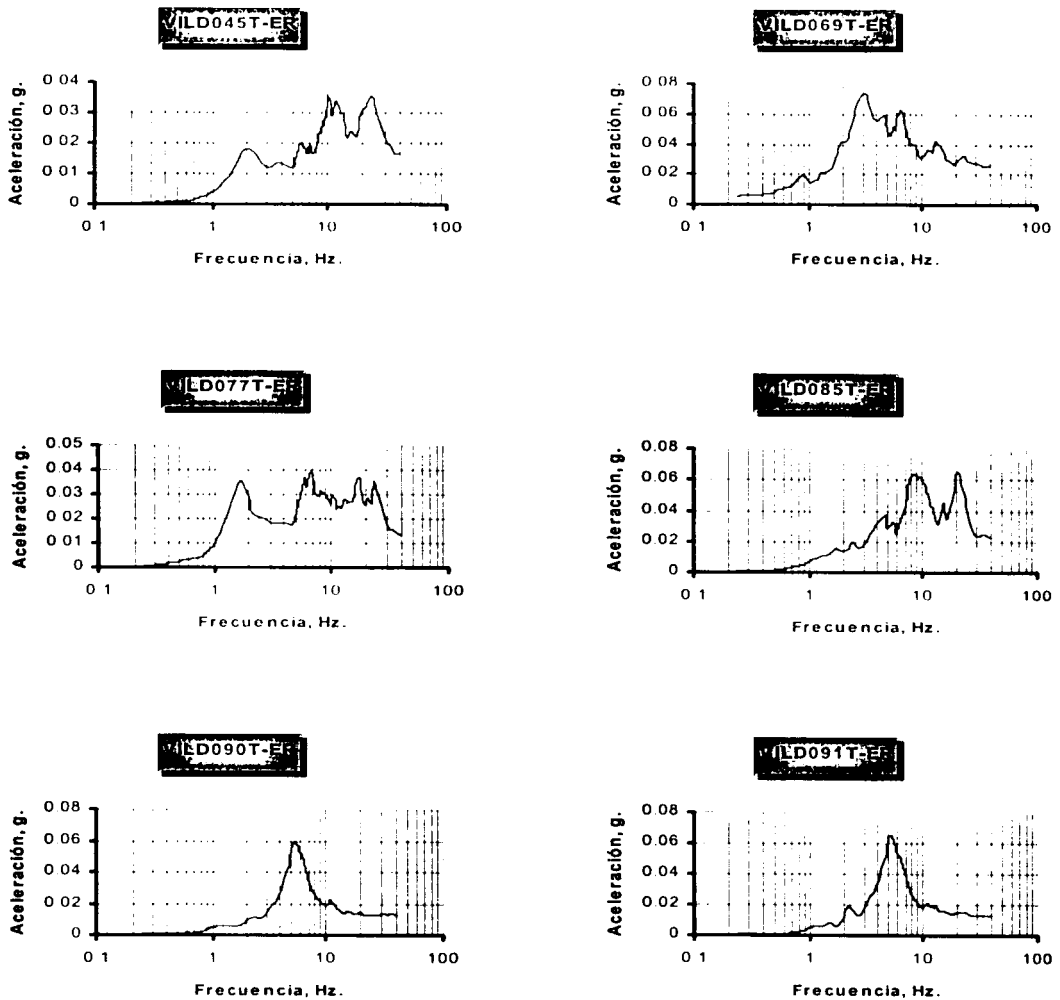 VILD045T-ER
Aceleración, g.
0 04
0 03
0 02
0 01
0
0 1 1 10 100
Frecuencia, Hz.
VILD069T-ER
Aceleración, g.
0 08
0 06
0 04
0 02
0
0 1 1 10 100
Frecuencia, Hz.
VILD077T-ER
Aceleración, g.
0.05
0 04
0 03
0 02
0 01
0
0 1 1 10 100
Frecuencia, Hz.
VILD085T-ER
Aceleración, g.
0.08
0 06
0 04
0.02
0
0 1 1 10 100
Frecuencia, Hz.
VILD090T-ER
Aceleración, g.
0 08
0 06
0 04
0 02
0
0 1 1 10 100
Frecuencia, Hz.
VILD091T-ER
Aceleración, g.
0 08
0 06
0 04
0 02
0
0 1 1 10 100
Frecuencia, Hz.